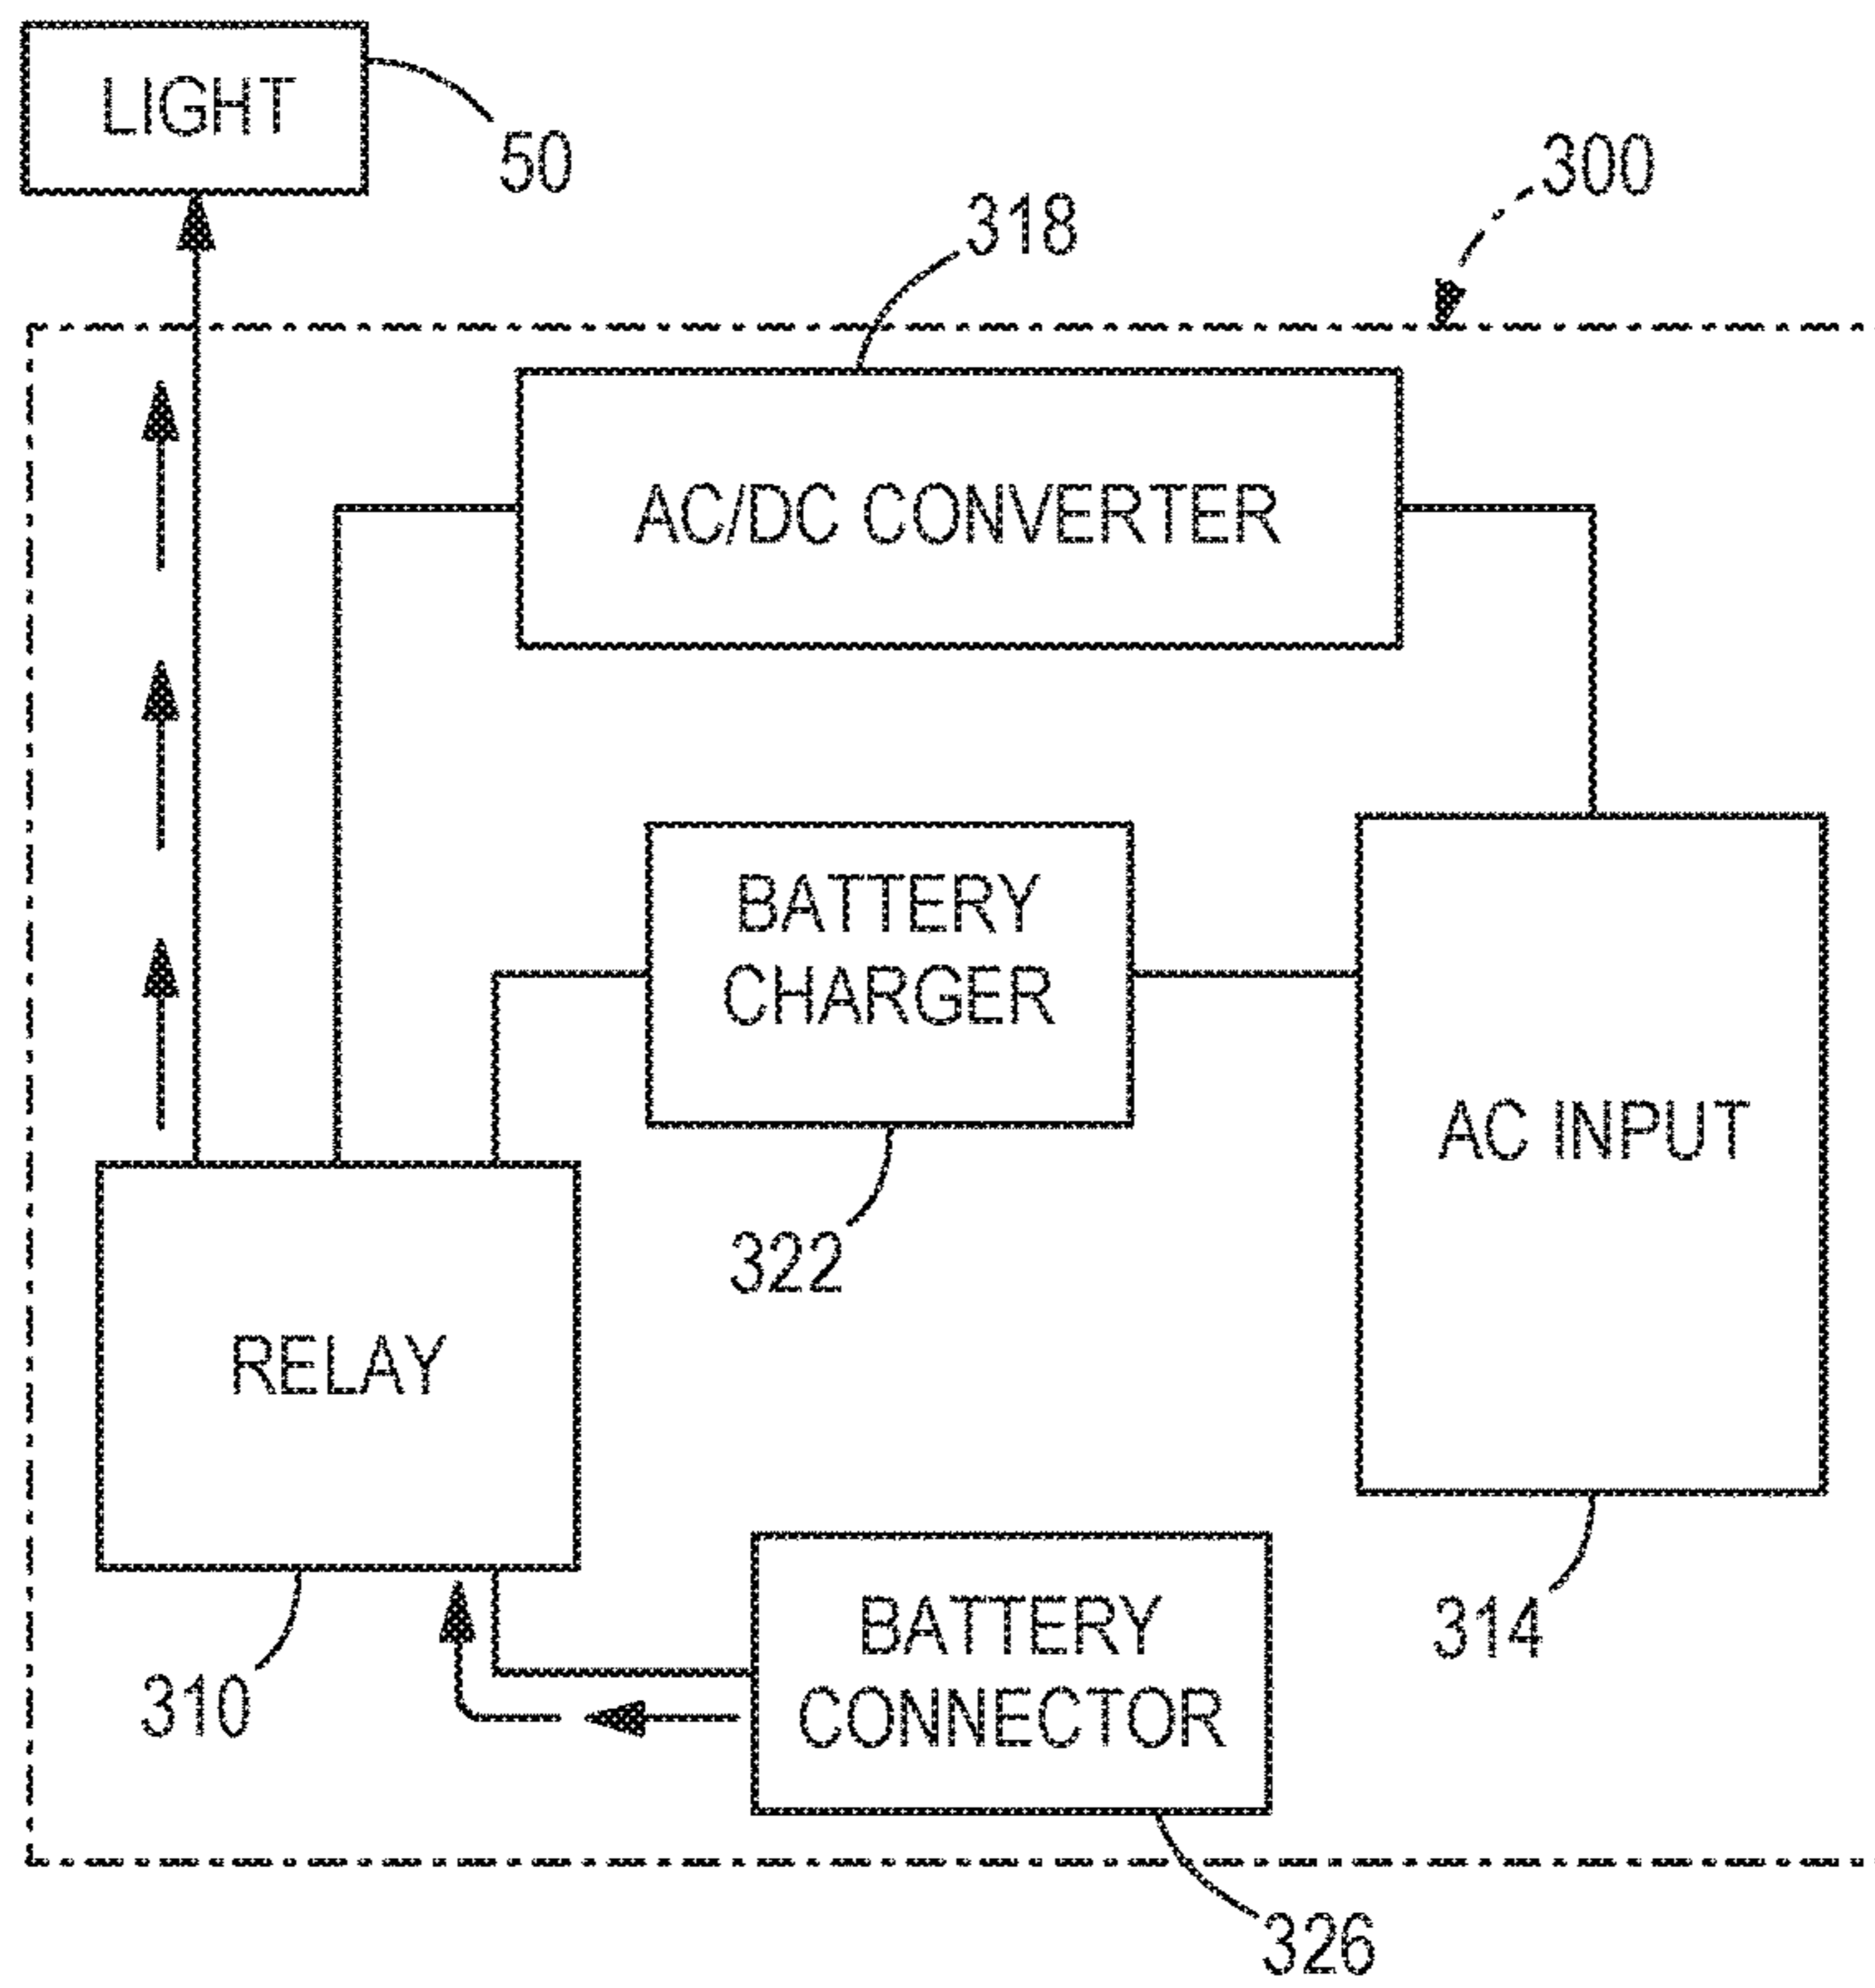 LIGHT
50
300
318
AC/DC CONVERTER
BATTERY
CHARGER
AC INPUT
322
RELAY
BATTERY
CONNECTOR
314
310
326